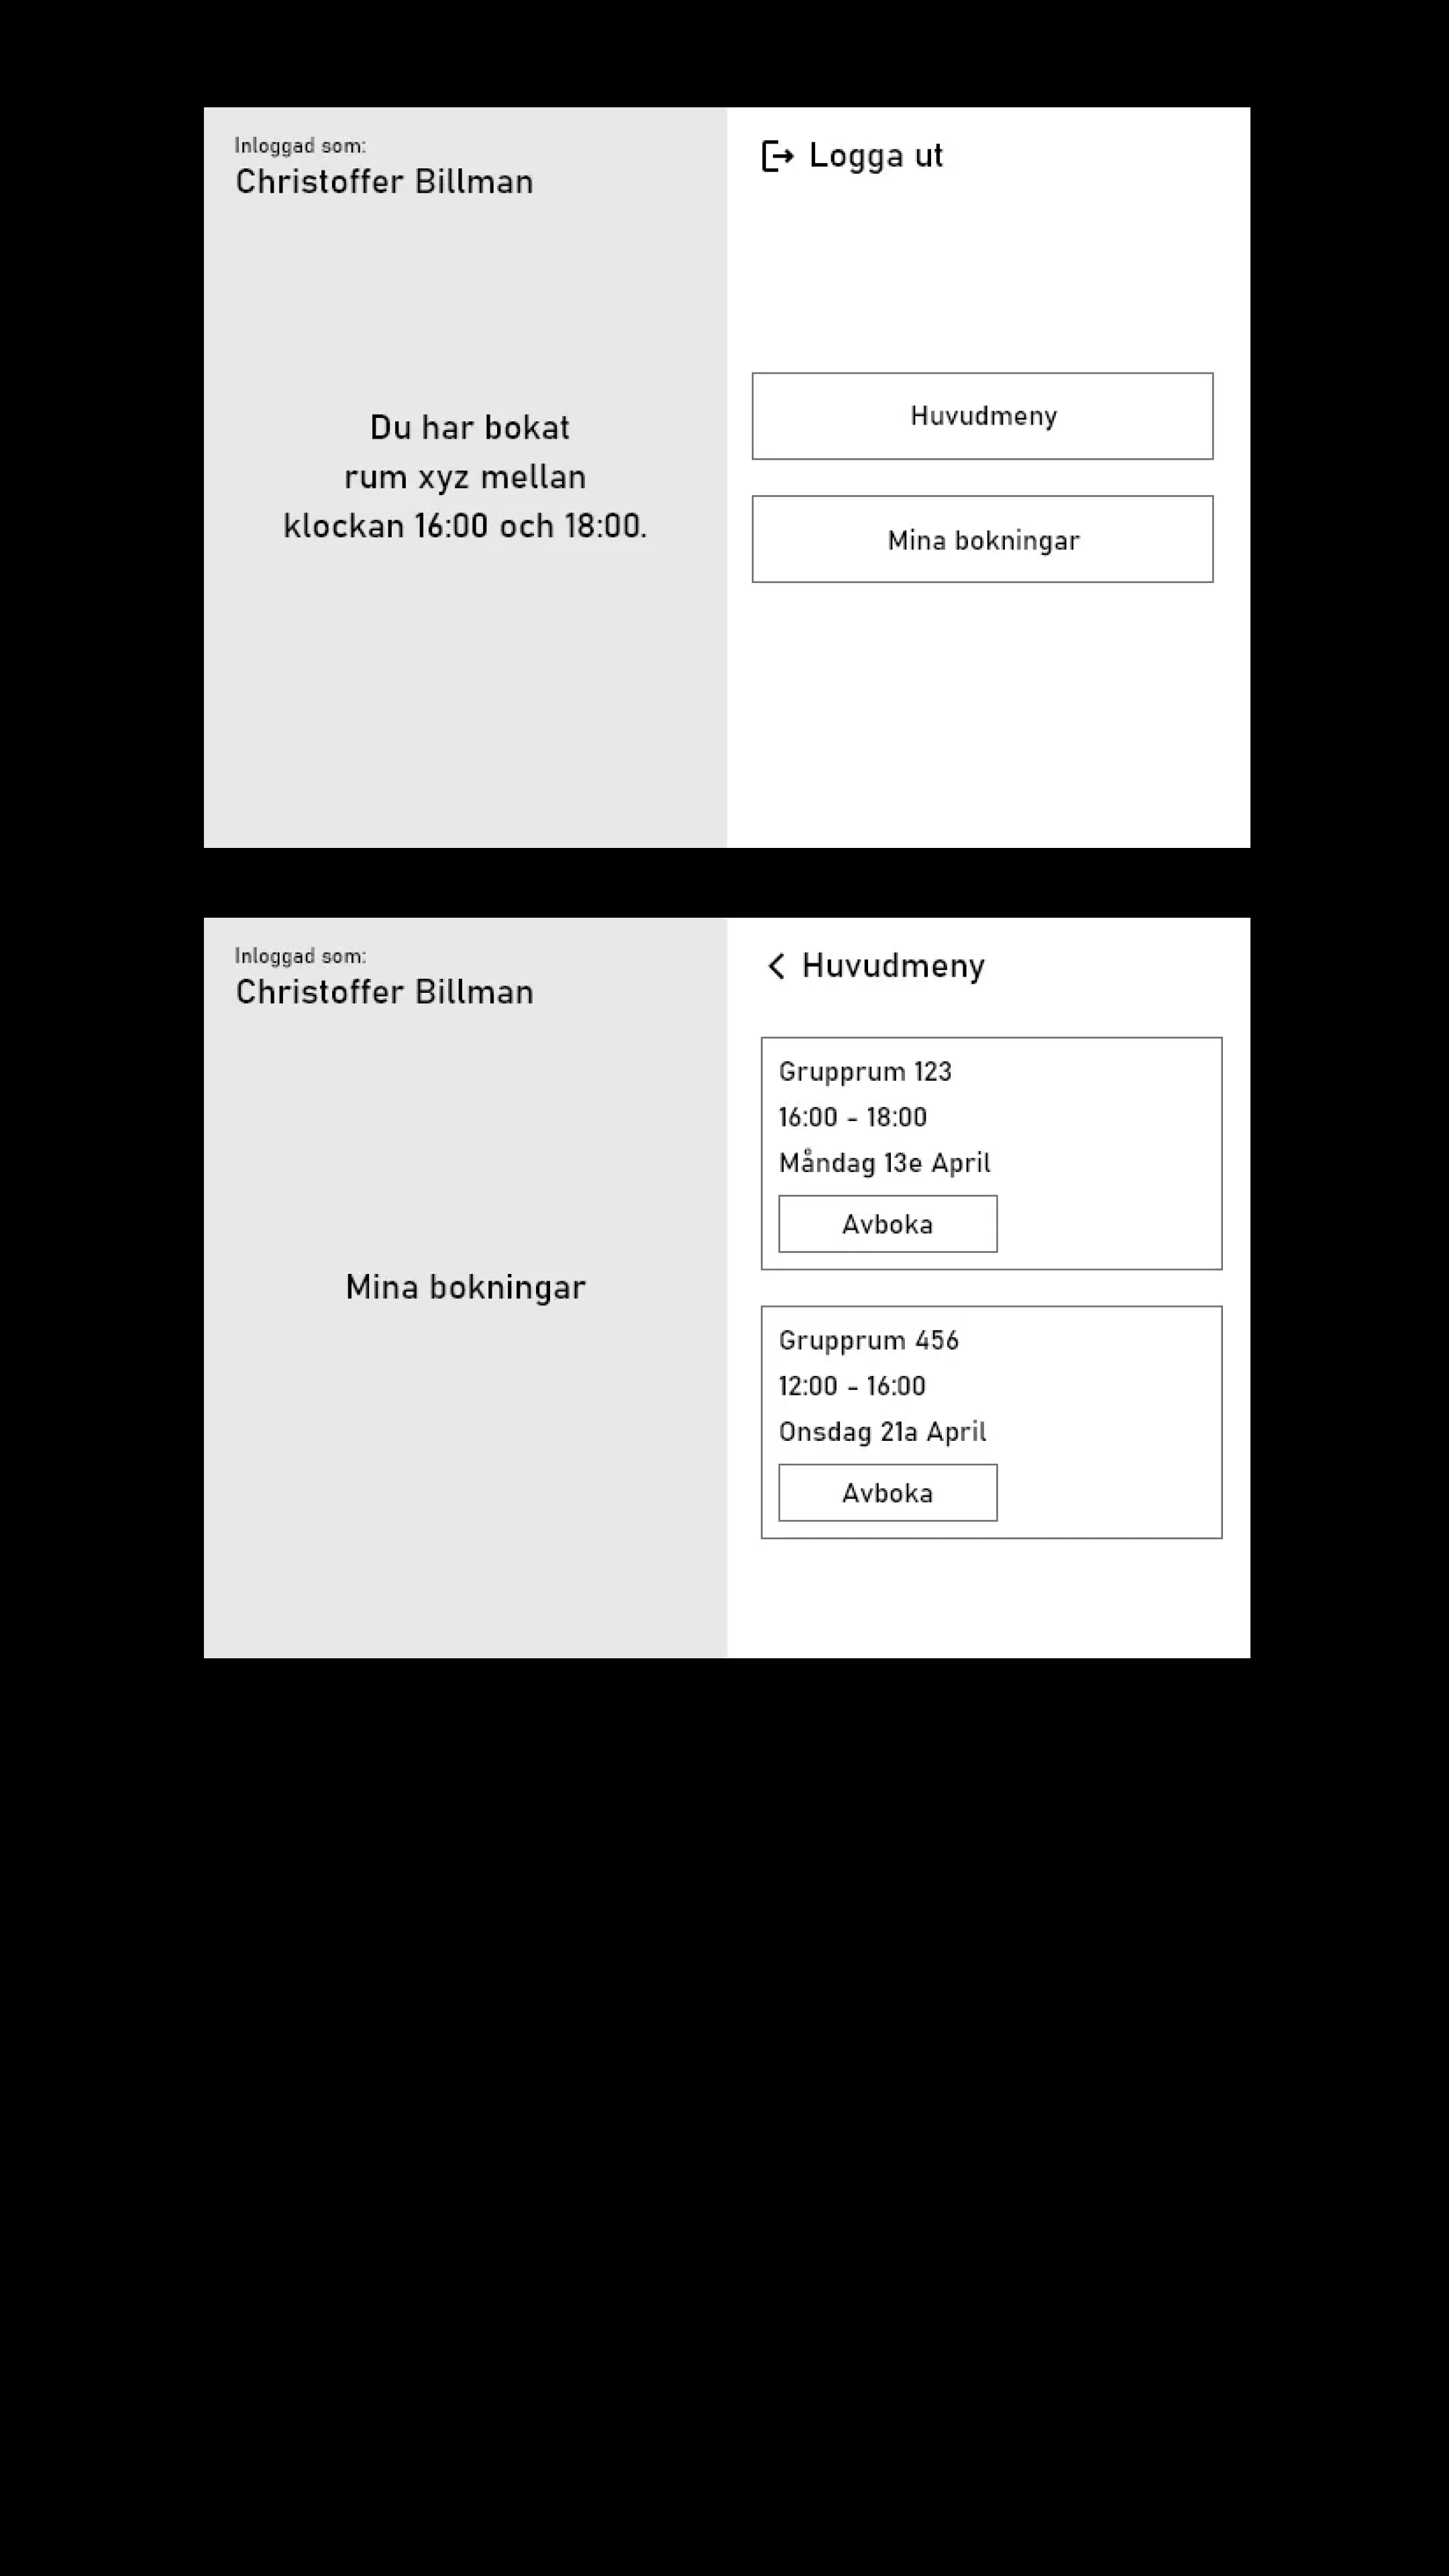 Inloggad som:
Christoffer Billman
Du har bokat
rum xyz mellan
klockan 16:00 och 18:00.
Logga ut
Huvudmeny
Mina bokningar
Inloggad som:
Christoffer Billman
Mina bokningar
Huvudmeny
Grupprum 123
16:00 - 18:00
Måndag 13e April
Avboka
Grupprum 456
12:00 - 16:00
Onsdag 21a April
Avboka